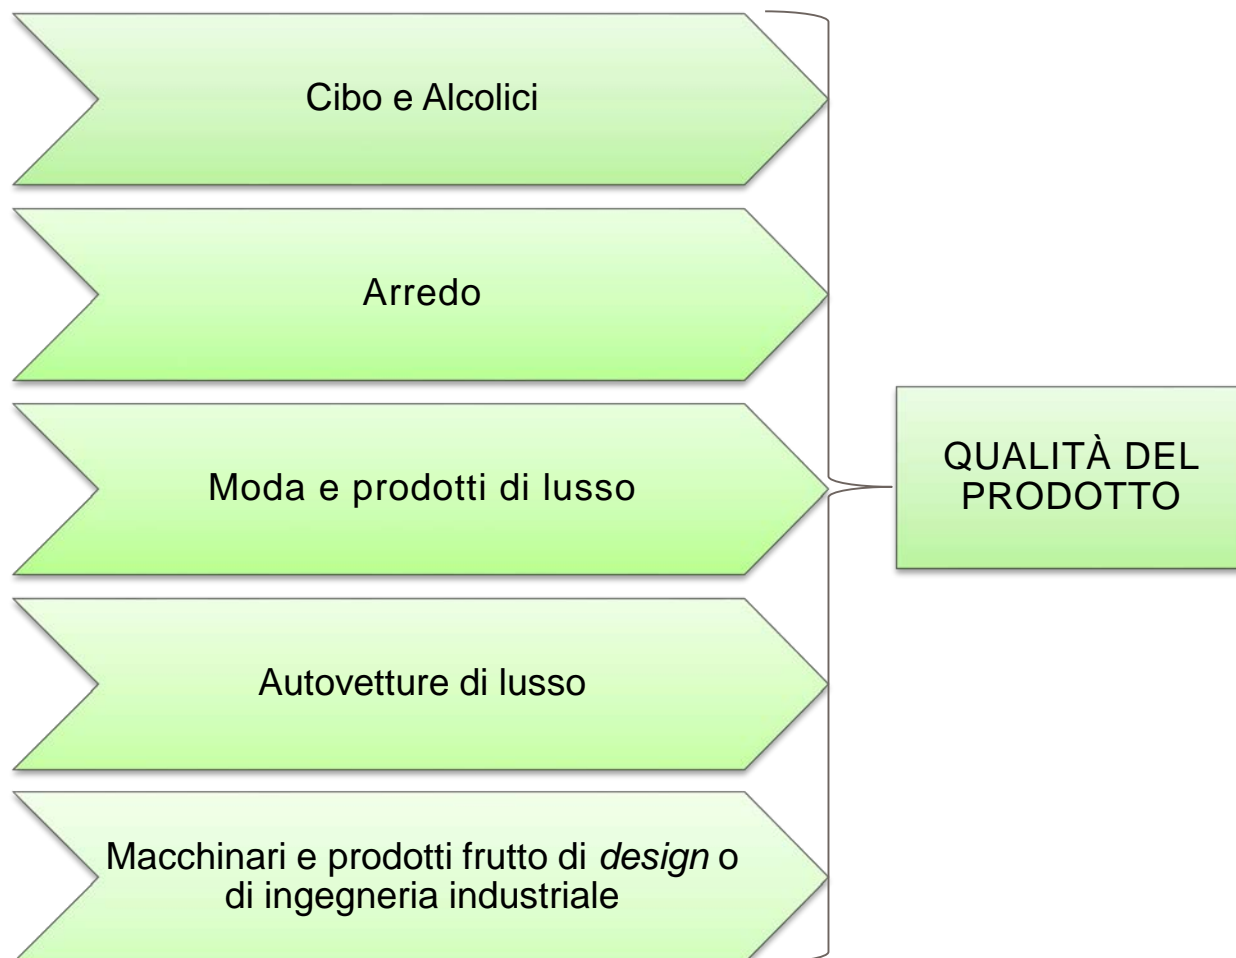 Cibo e Alcolici
Arredo
Moda e prodotti di lusso
Autovetture di lusso
Macchinari e prodotti frutto di design o
di ingegneria industriale
QUALITÀ DEL
PRODOTTO